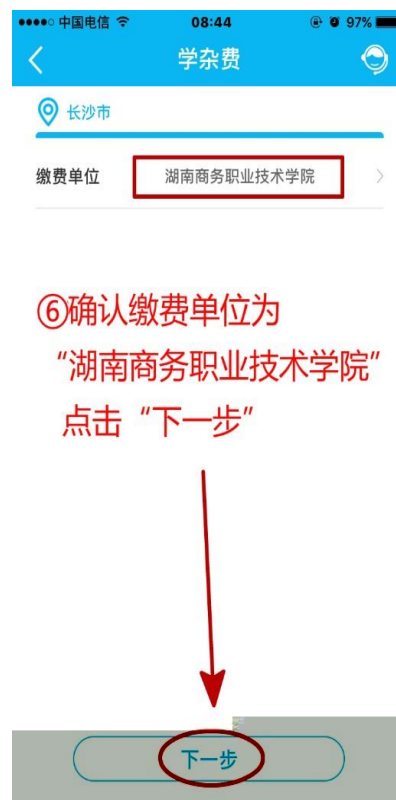 中国电信 08:44 97%
学杂费
长沙市
缴费单位 湖南商务职业技术学院
⑥确认缴费单位为
“湖南商务职业技术学院”
点击“下一步”
下一步